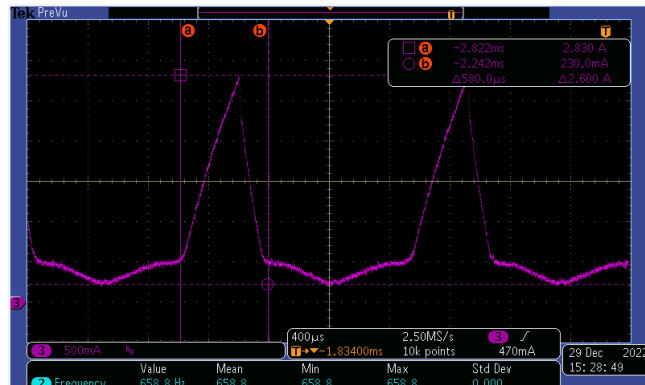 Tek PreVu
T
a b T
a −2.822ms 2.830 A
b −2.242ms 230.0mA
Δ580.0µs Δ2.600 A
3
3 500mA
400µs 2.50MS/s 3
T −1.83400ms 10k points 470mA
29 Dec 2022
15:28:49
Value Mean Min Max Std Dev
2 Frequency 658.8 Hz 658.8 658.8 658.8 0.000